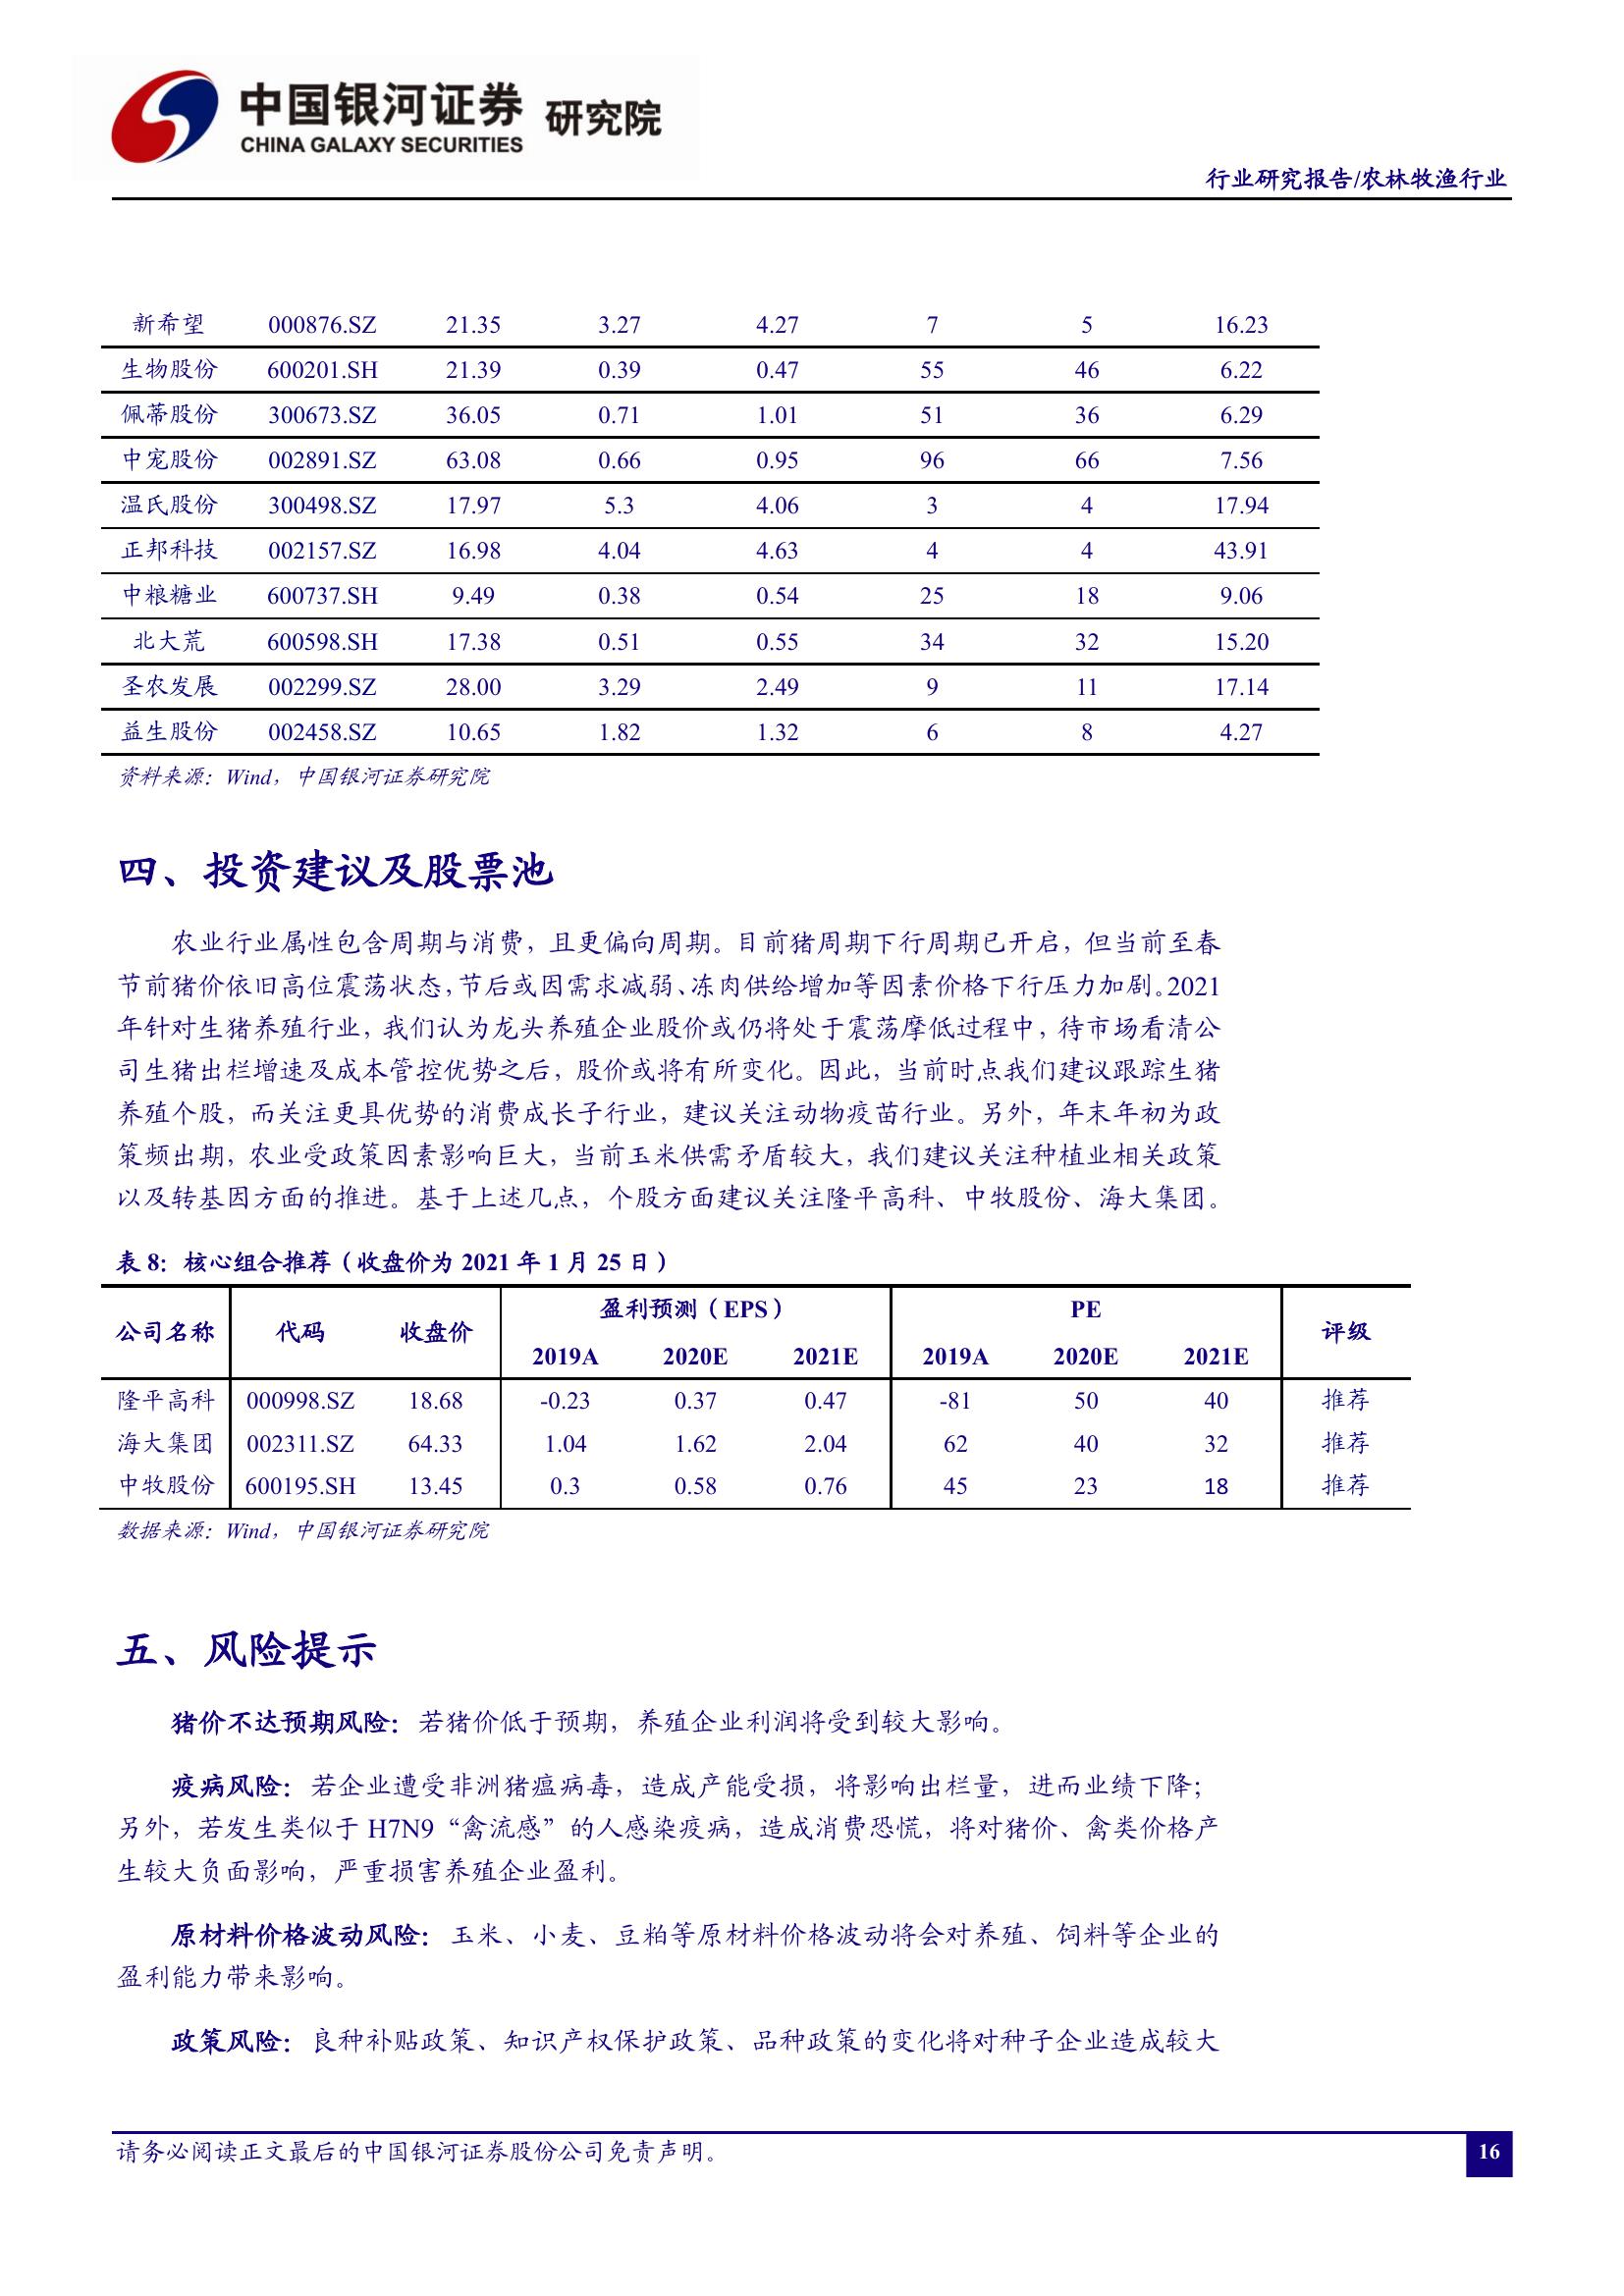 中国银河证券 研究院
CHINA GALAXY SECURITIES
行业研究报告/农林牧渔行业
新希望 000876.SZ 21.35 3.27 4.27 7 5 16.23
生物股份 600201.SH 21.39 0.39 0.47 55 46 6.22
佩蒂股份 300673.SZ 36.05 0.71 1.01 51 36 6.29
中宠股份 002891.SZ 63.08 0.66 0.95 96 66 7.56
温氏股份 300498.SZ 17.97 5.3 4.06 3 4 17.94
正邦科技 002157.SZ 16.98 4.04 4.63 4 4 43.91
中粮糖业 600737.SH 9.49 0.38 0.54 25 18 9.06
北大荒 600598.SH 17.38 0.51 0.55 34 32 15.20
圣农发展 002299.SZ 28.00 3.29 2.49 9 11 17.14
益生股份 002458.SZ 10.65 1.82 1.32 6 8 4.27
资料来源：Wind，中国银河证券研究院
四、投资建议及股票池
农业行业属性包含周期与消费，且更偏向周期。目前猪周期下行周期已开启，但当前至春
节前猪价依旧高位震荡状态，节后或因需求减弱、冻肉供给增加等因素价格下行压力加剧。2021
年针对生猪养殖行业，我们认为龙头养殖企业股价或仍将处于震荡摩低过程中，待市场看清公
司生猪出栏增速及成本管控优势之后，股价或将有所变化。因此，当前时点我们建议跟踪生猪
养殖个股，而关注更具优势的消费成长子行业，建议关注动物疫苗行业。另外，年末年初为政
策频出期，农业受政策因素影响巨大，当前玉米供需矛盾较大，我们建议关注种植业相关政策
以及转基因方面的推进。基于上述几点，个股方面建议关注隆平高科、中牧股份、海大集团。
表 8：核心组合推荐（收盘价为 2021 年 1 月 25 日）
公司名称 代码 收盘价 盈利预测（EPS） PE 评级
2019A 2020E 2021E 2019A 2020E 2021E
隆平高科 000998.SZ 18.68 -0.23 0.37 0.47 -81 50 40 推荐
海大集团 002311.SZ 64.33 1.04 1.62 2.04 62 40 32 推荐
中牧股份 600195.SH 13.45 0.3 0.58 0.76 45 23 18 推荐
数据来源：Wind，中国银河证券研究院
五、风险提示
猪价不达预期风险：若猪价低于预期，养殖企业利润将受到较大影响。
疫病风险：若企业遭受非洲猪瘟病毒，造成产能受损，将影响出栏量，进而业绩下降；
另外，若发生类似于 H7N9“禽流感”的人感染疫病，造成消费恐慌，将对猪价、禽类价格产
生较大负面影响，严重损害养殖企业盈利。
原材料价格波动风险：玉米、小麦、豆粕等原材料价格波动将会对养殖、饲料等企业的
盈利能力带来影响。
政策风险：良种补贴政策、知识产权保护政策、品种政策的变化将对种子企业造成较大
请务必阅读正文最后的中国银河证券股份公司免责声明。
16